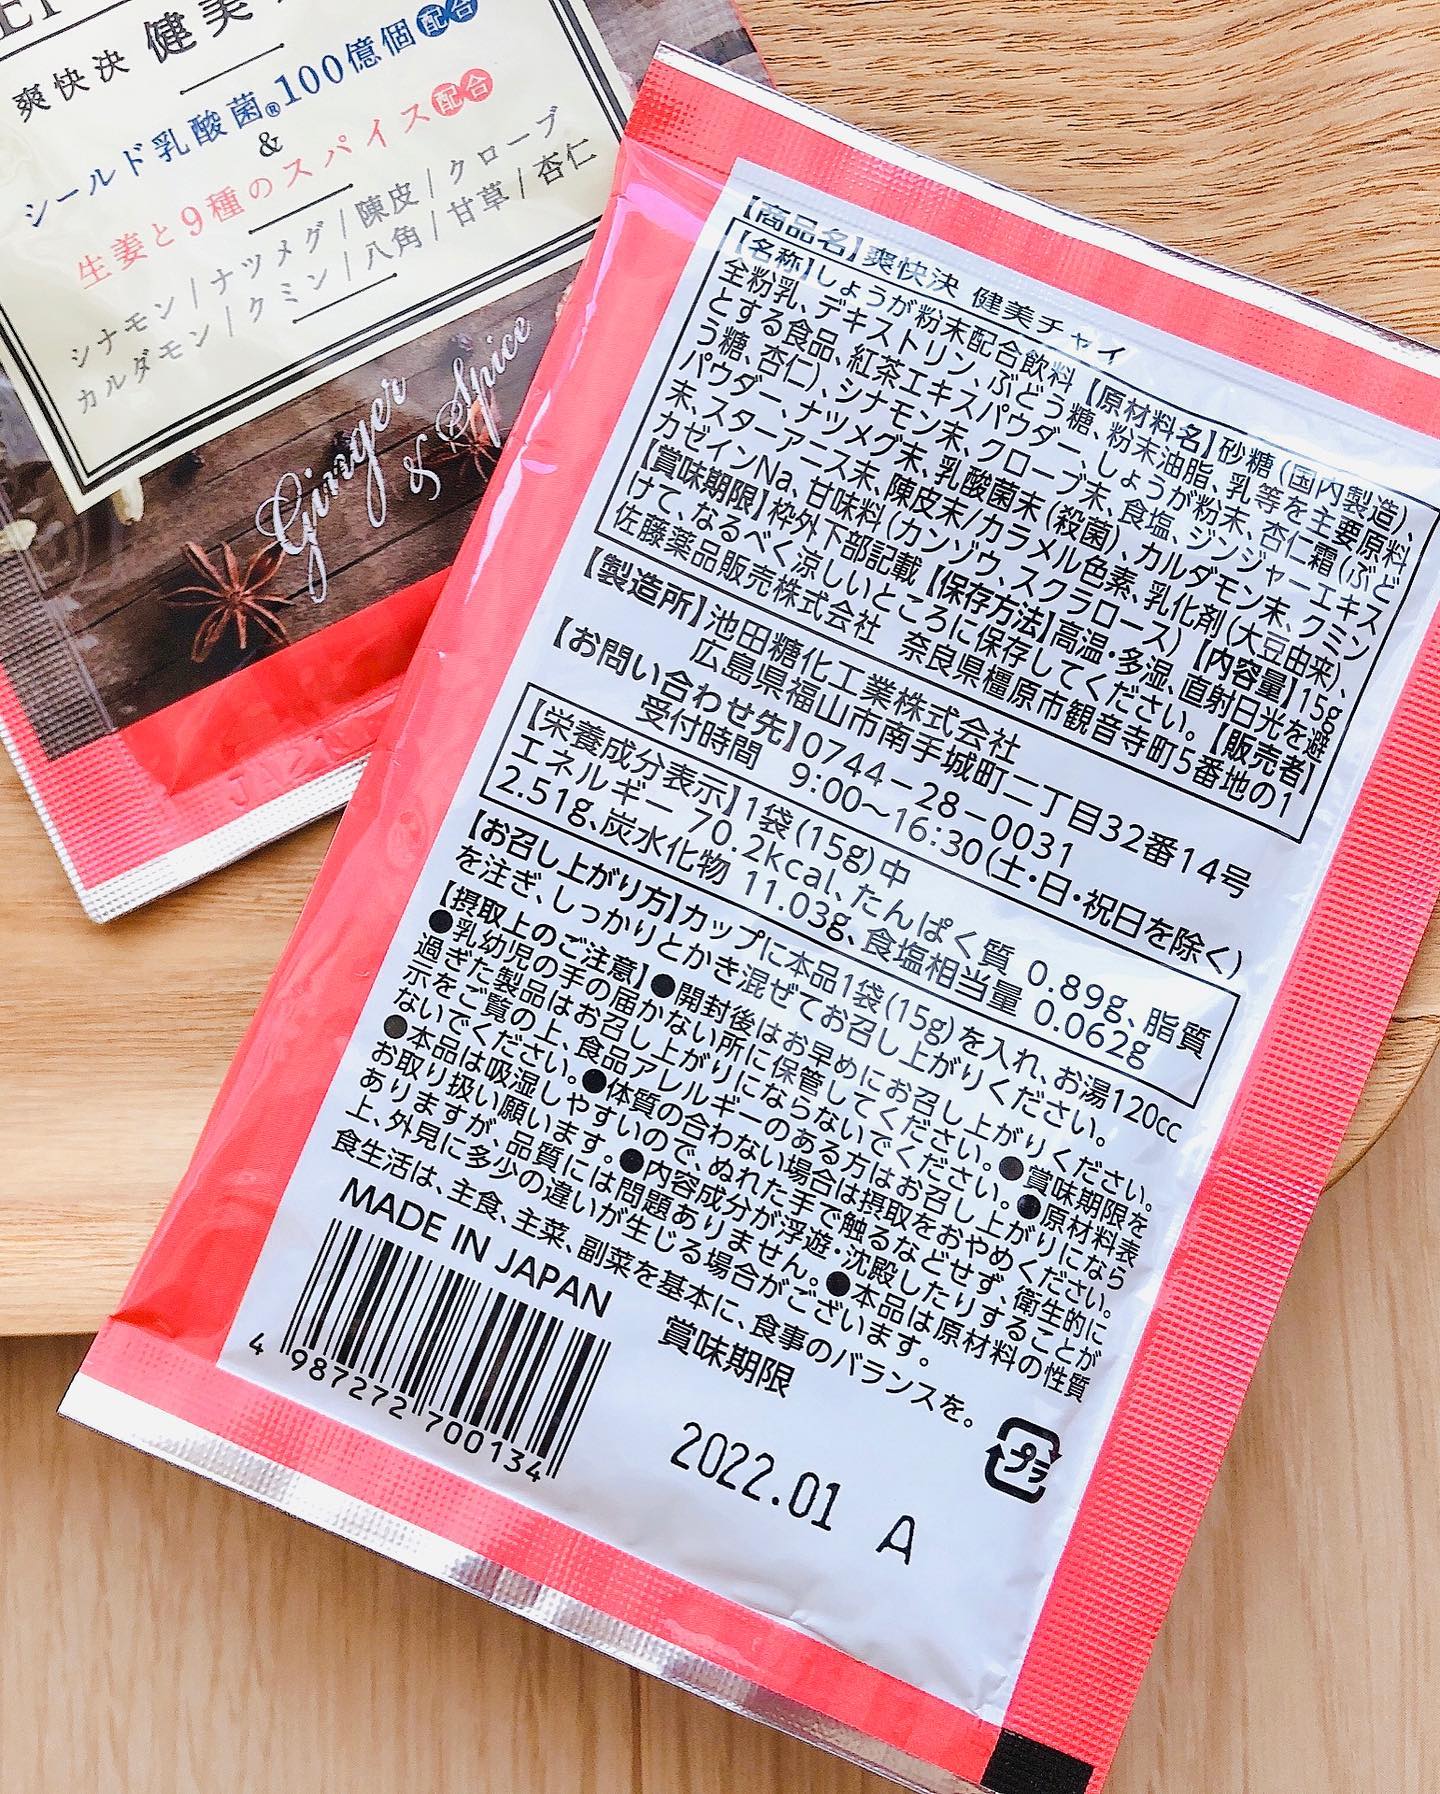 爽快決 健美
シールド乳酸菌®100億個配合
&
生姜と9種のスパイス配合
シナモン/ナツメグ/陳皮/クローブ
カルダモン/クミン/八角/甘草/杏仁
Ginger
& Spice
【商品名】爽快決 健美チャイ
【名称】しょうが粉末配合飲料【原材料名】砂糖(国内製造)、
全粉乳、デキストリン、ぶどう糖、粉末油脂、乳等を主要原料
とする食品、紅茶エキスパウダー、しょうが粉末、杏仁霜(ぶど
う糖、杏仁)、シナモン末、クローブ末、食塩、ジンジャーエキス
パウダー、ナツメグ末、乳酸菌末(殺菌)、カルダモン末、クミン
末、スターアニス末、陳皮末/カラメル色素、乳化剤(大豆由来)、
カゼインNa、甘味料(カンゾウ、スクラロース)【内容量】15g
【賞味期限】枠外下部記載【保存方法】高温・多湿、直射日光を避
けて、なるべく涼しいところに保存してください。【販売者】
佐藤薬品販売株式会社 奈良県橿原市観音寺町5番地の1
【製造所】池田糖化工業株式会社
広島県福山市南手城町二丁目32番14号
【お問い合わせ先】0744-28-0031
受付時間 9:00~16:30(土・日・祝日を除く)
【栄養成分表示】1袋(15g)中
エネルギー 70.2kcal、たんぱく質 0.89g、脂質
2.51g、炭水化物 11.03g、食塩相当量 0.062g
【お召し上がり方】カップに本品1袋(15g)を入れ、お湯120cc
を注ぎ、しっかりとかき混ぜてお召し上がりください。
【摂取上のご注意】●開封後はお早めにお召し上がりください。
●乳幼児の手の届かない所に保管してください。●賞味期限を
過ぎた製品はお召し上がりにならないでください。●原材料表
示をご覧の上、食品アレルギーのある方はお召し上がりになら
ないでください。●体質の合わない場合は摂取をおやめください。
●本品は吸湿しやすいので、ぬれた手で触るなどせず、衛生的に
お取り扱い願います。●内容成分が浮遊・沈殿したりすることが
ありますが、品質には問題ありません。●本品は原材料の性質
上、外見に多少の違いが生じる場合がございます。
食生活は、主食、主菜、副菜を基本に、食事のバランスを。
MADE IN JAPAN
4 987272 700134
賞味期限
2022.01 A
プラ